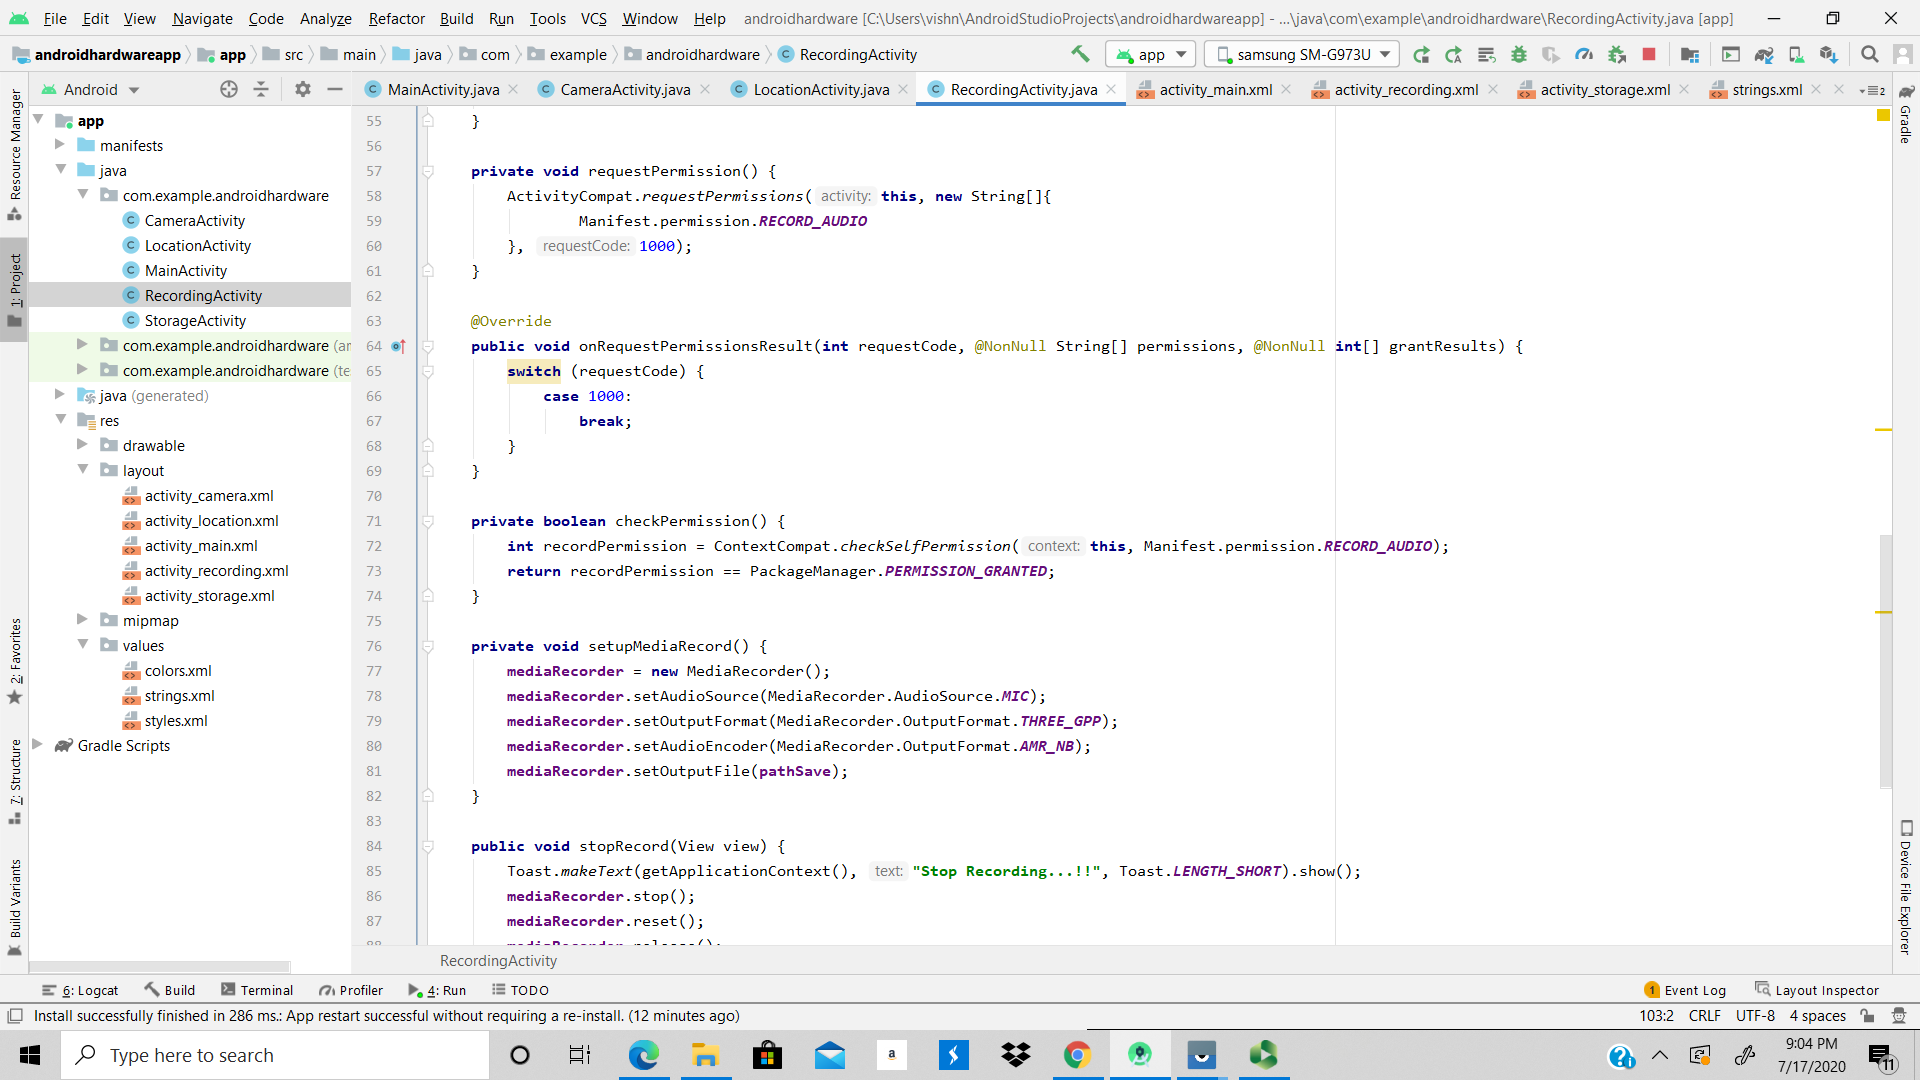 File Edit View Navigate Code Analyze Refactor Build Run Tools VCS Window Help androidhardware [C:\Users\vishn\AndroidStudioProjects\androidhardwareapp] - ...\java\com\example\androidhardware\RecordingActivity.java [app]
androidhardwareapp app src main java com example androidhardware RecordingActivity app samsung SM-G973U
Android MainActivity.java CameraActivity.java LocationActivity.java RecordingActivity.java activity_main.xml activity_recording.xml activity_storage.xml strings.xml 2
Resource Manager
1: Project
2: Favorites
7: Structure
Build Variants
app
manifests
java
com.example.androidhardware
CameraActivity
LocationActivity
MainActivity
RecordingActivity
StorageActivity
com.example.androidhardware (ar
com.example.androidhardware (te
java (generated)
res
drawable
layout
activity_camera.xml
activity_location.xml
activity_main.xml
activity_recording.xml
activity_storage.xml
mipmap
values
colors.xml
strings.xml
styles.xml
Gradle Scripts
55 }
56
57 private void requestPermission() {
58 ActivityCompat.requestPermissions( activity: this, new String[]{
59 Manifest.permission.RECORD_AUDIO
60 }, requestCode: 1000);
61 }
62
63 @Override
64 public void onRequestPermissionsResult(int requestCode, @NonNull String[] permissions, @NonNull int[] grantResults) {
65 switch (requestCode) {
66 case 1000:
67 break;
68 }
69 }
70
71 private boolean checkPermission() {
72 int recordPermission = ContextCompat.checkSelfPermission( context: this, Manifest.permission.RECORD_AUDIO);
73 return recordPermission == PackageManager.PERMISSION_GRANTED;
74 }
75
76 private void setupMediaRecord() {
77 mediaRecorder = new MediaRecorder();
78 mediaRecorder.setAudioSource(MediaRecorder.AudioSource.MIC);
79 mediaRecorder.setOutputFormat(MediaRecorder.OutputFormat.THREE_GPP);
80 mediaRecorder.setAudioEncoder(MediaRecorder.OutputFormat.AMR_NB);
81 mediaRecorder.setOutputFile(pathSave);
82 }
83
84 public void stopRecord(View view) {
85 Toast.makeText(getApplicationContext(), text: "Stop Recording...!!", Toast.LENGTH_SHORT).show();
86 mediaRecorder.stop();
87 mediaRecorder.reset();
88 mediaRecorder.release();
RecordingActivity
Gradle
Device File Explorer
6: Logcat Build Terminal Profiler 4: Run TODO 1 Event Log Layout Inspector
Install successfully finished in 286 ms.: App restart successful without requiring a re-install. (12 minutes ago) 103:2 CRLF UTF-8 4 spaces
Type here to search
a
9:04 PM
7/17/2020
11